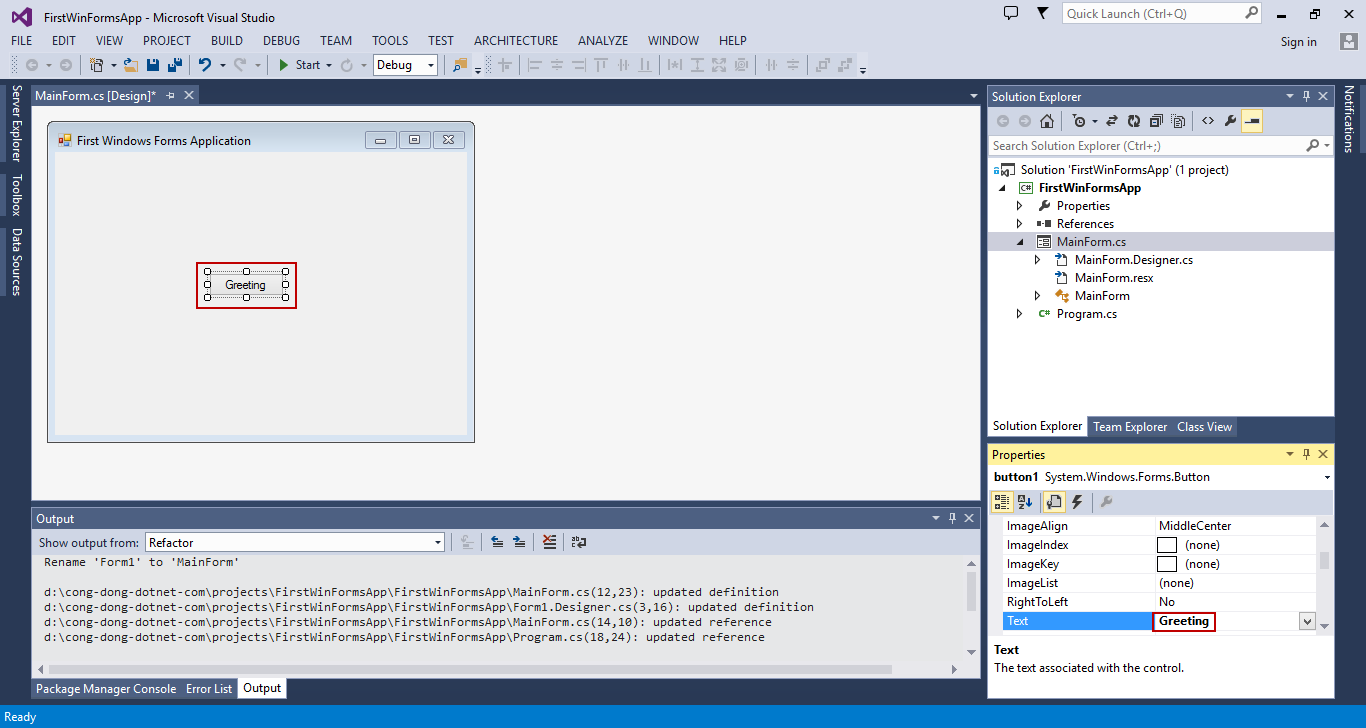 FirstWinFormsApp - Microsoft Visual Studio
Quick Launch (Ctrl+Q)
FILE EDIT VIEW PROJECT BUILD DEBUG TEAM TOOLS TEST ARCHITECTURE ANALYZE WINDOW HELP
Sign in
Start Debug
Server Explorer
Toolbox
Data Sources
MainForm.cs [Design]*
First Windows Forms Application
Greeting
Output
Show output from: Refactor
Rename 'Form1' to 'MainForm'
d:\cong-dong-dotnet-com\projects\FirstWinFormsApp\FirstWinFormsApp\MainForm.cs(12,23): updated definition
d:\cong-dong-dotnet-com\projects\FirstWinFormsApp\FirstWinFormsApp\Form1.Designer.cs(3,16): updated definition
d:\cong-dong-dotnet-com\projects\FirstWinFormsApp\FirstWinFormsApp\MainForm.cs(14,10): updated reference
d:\cong-dong-dotnet-com\projects\FirstWinFormsApp\FirstWinFormsApp\Program.cs(18,24): updated reference
Package Manager Console Error List Output
Solution Explorer
Search Solution Explorer (Ctrl+;)
Solution 'FirstWinFormsApp' (1 project)
C# FirstWinFormsApp
Properties
References
MainForm.cs
MainForm.Designer.cs
MainForm.resx
MainForm
C# Program.cs
Solution Explorer Team Explorer Class View
Properties
button1 System.Windows.Forms.Button
ImageAlign MiddleCenter
ImageIndex (none)
ImageKey (none)
ImageList (none)
RightToLeft No
Text Greeting
Text
The text associated with the control.
Notifications
Ready